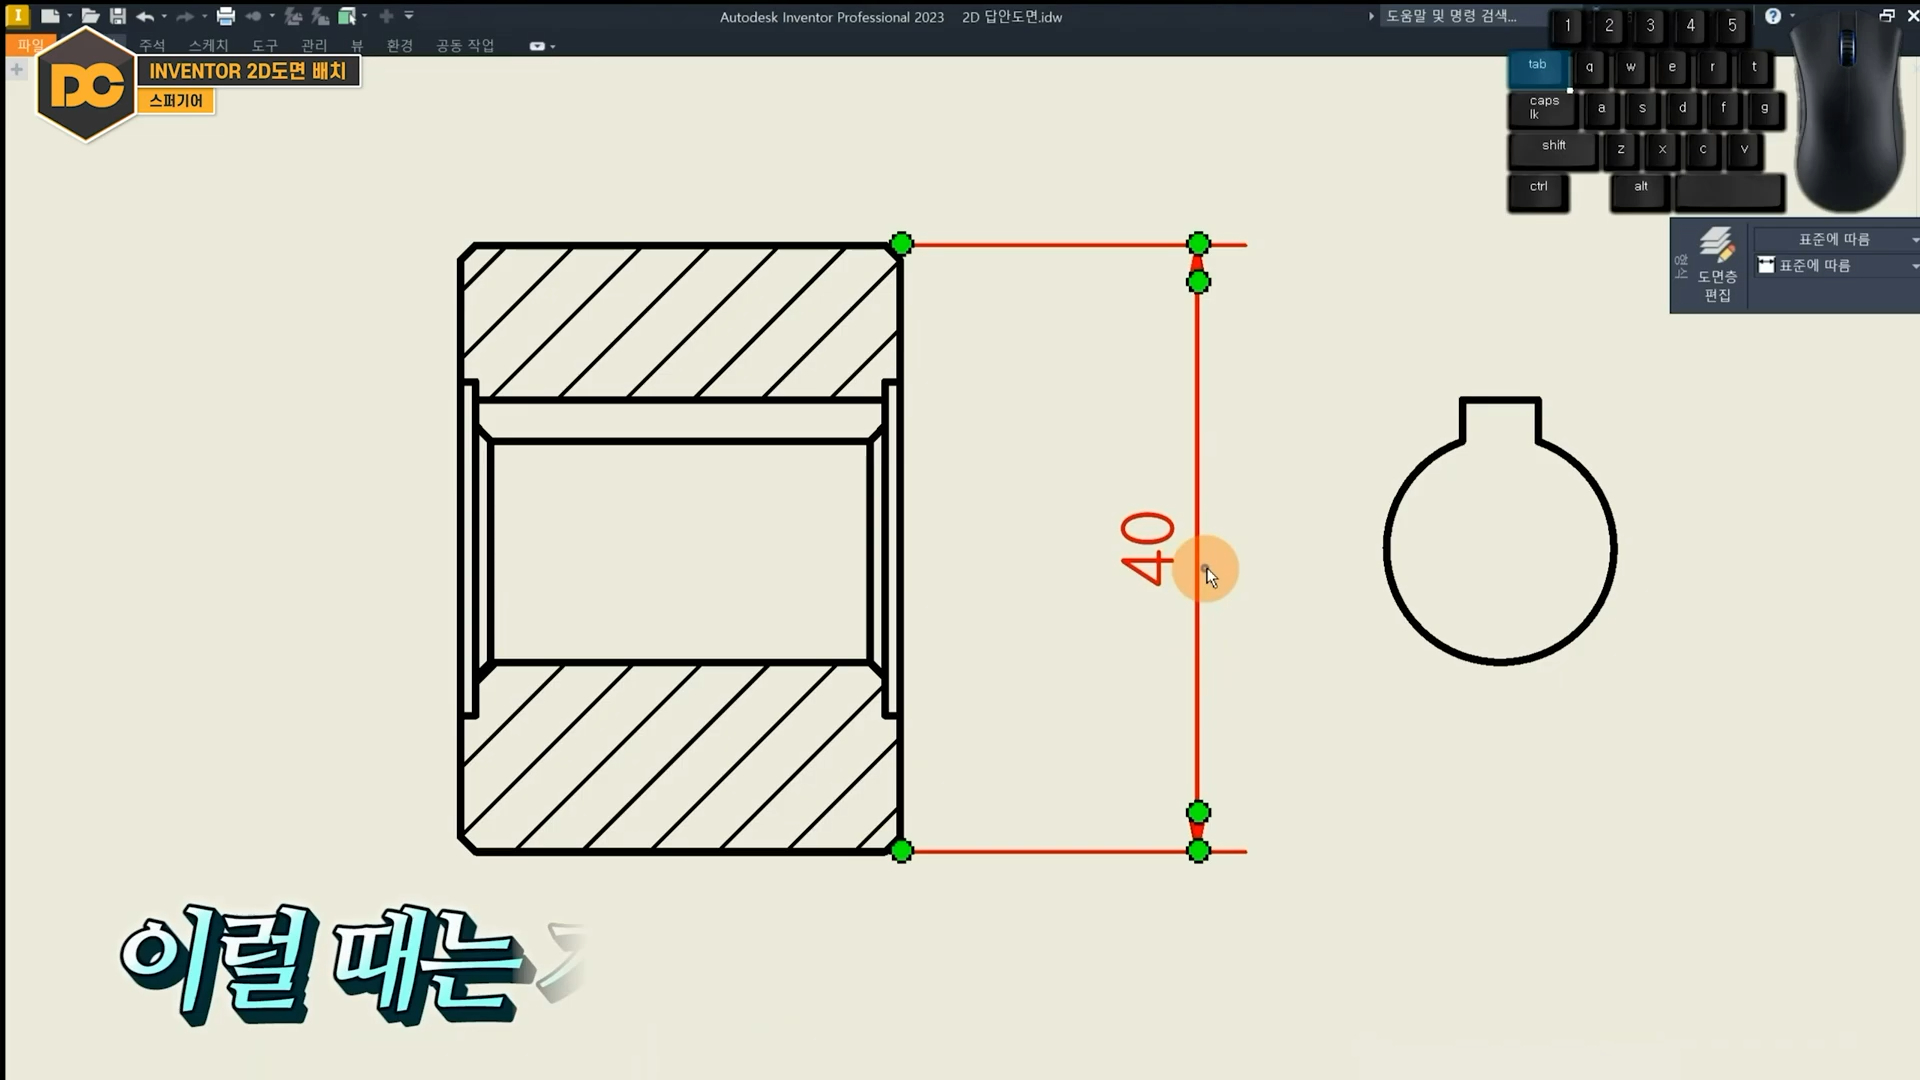 Autodesk Inventor Professional 2023 2D 답안도면.idw
도움말 및 명령 검색...
파일 주석 스케치 도구 관리 뷰 환경 공동 작업
DC
INVENTOR 2D도면 배치
스퍼기어
1 2 3 4 5
tab q w e r t
caps lk a s d f g
shift z x c v
ctrl alt
표준에 따름
표준에 따름
도면층
편집
형식
40
이럴 때는